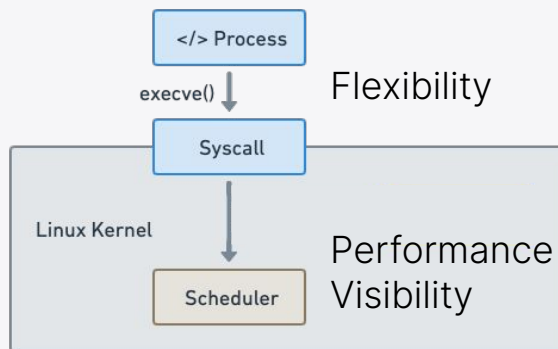 </> Process
execve()
Flexibility
Syscall
Linux Kernel
Performance
Visibility
Scheduler